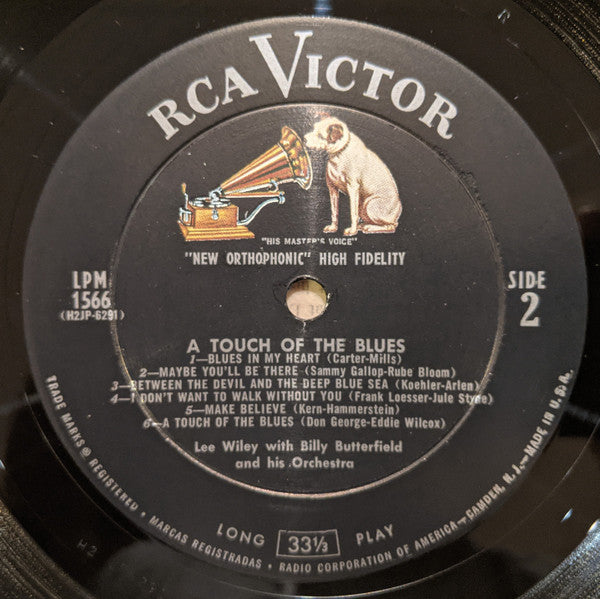 RCA VICTOR
"HIS MASTER'S VOICE"
"NEW ORTHOPHONIC" HIGH FIDELITY
LPM
1566
(H2JP-6291)
SIDE
2
A TOUCH OF THE BLUES
1—BLUES IN MY HEART (Carter-Mills)
2—MAYBE YOU'LL BE THERE (Sammy Gallop-Rube Bloom)
3—BETWEEN THE DEVIL AND THE DEEP BLUE SEA (Koehler-Arlen)
4—I DON'T WANT TO WALK WITHOUT YOU (Frank Loesser-Jule Styne)
5—MAKE BELIEVE (Kern-Hammerstein)
6—A TOUCH OF THE BLUES (Don George-Eddie Wilcox)
Lee Wiley with Billy Butterfield
and his Orchestra
LONG 33⅓ PLAY
TRADE MARKS ® REGISTERED • MARCAS REGISTRADAS • RADIO CORPORATION OF AMERICA—CAMDEN, N. J.—MADE IN U.S.A.